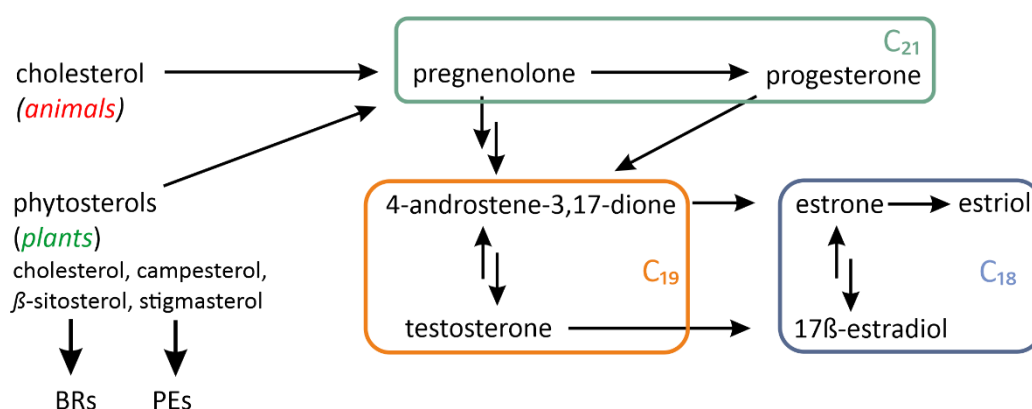 C₂₁
cholesterol
(animals)
pregnenolone
progesterone
phytosterols
(plants)
cholesterol, campesterol,
ß-sitosterol, stigmasterol
BRs
PEs
4-androstene-3,17-dione
C₁₉
testosterone
estrone
estriol
C₁₈
17ß-estradiol